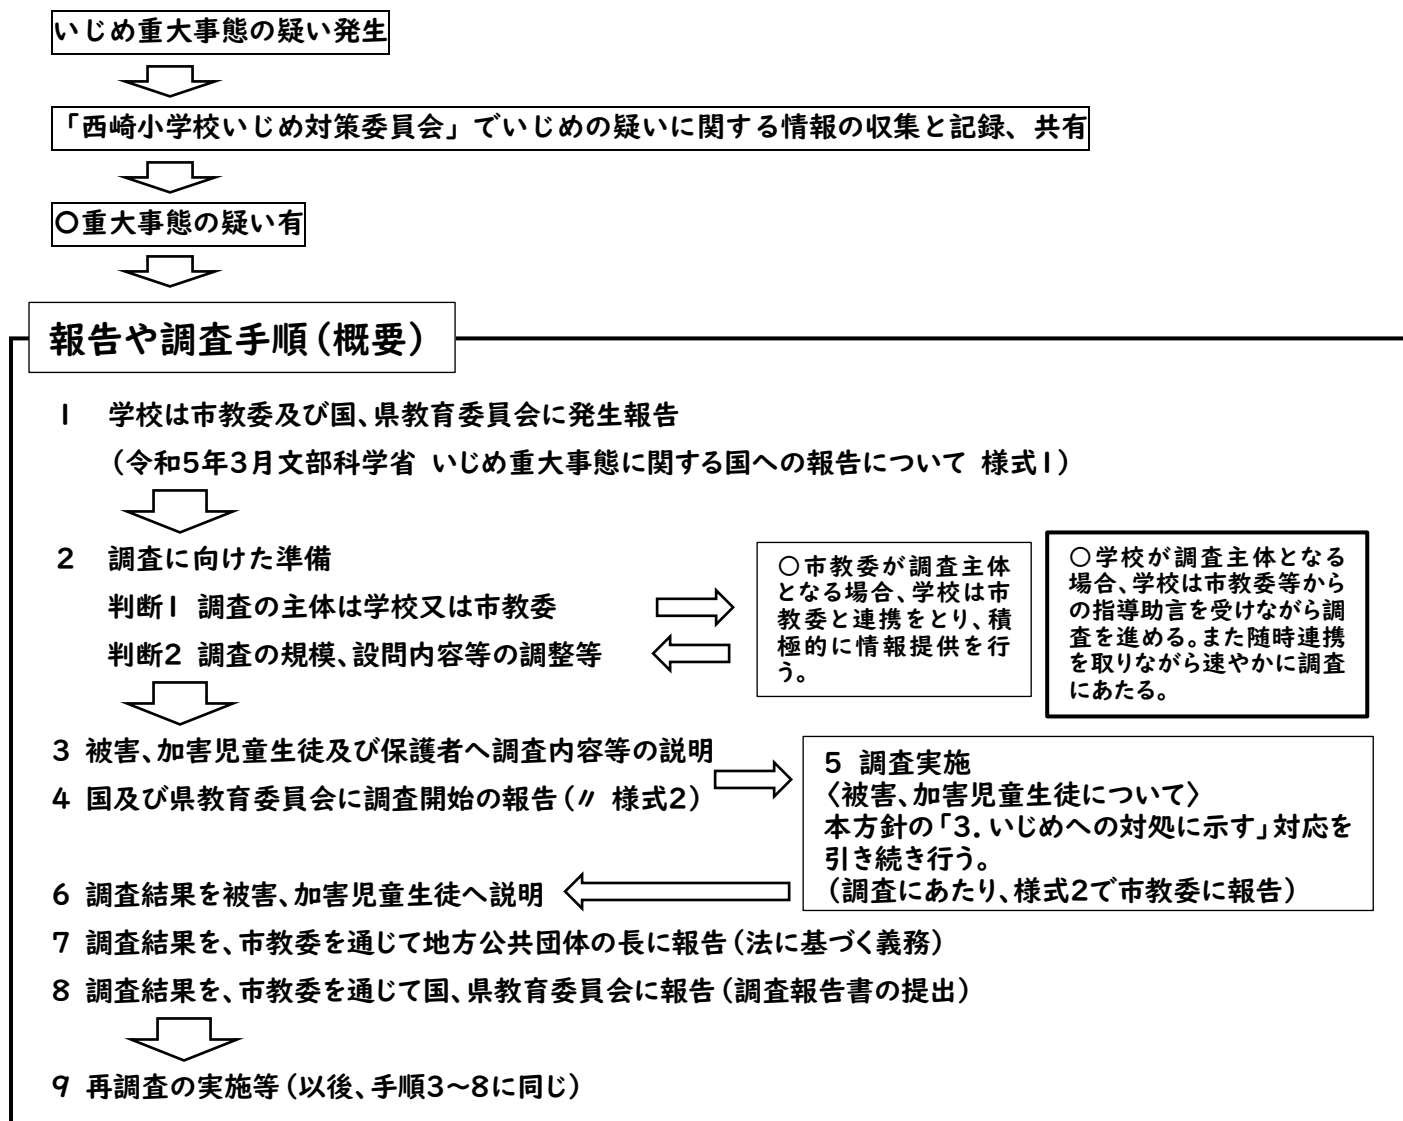 いじめ重大事態の疑い発生
「西崎小学校いじめ対策委員会」でいじめの疑いに関する情報の収集と記録、共有
〇重大事態の疑い有
報告や調査手順(概要)
1 学校は市教委及び国、県教育委員会に発生報告
(令和5年3月文部科学省 いじめ重大事態に関する国への報告について 様式1)
2 調査に向けた準備
判断1 調査の主体は学校又は市教委
判断2 調査の規模、設問内容等の調整等
〇市教委が調査主体
となる場合、学校は市
教委と連携をとり、積
極的に情報提供を行
う。
〇学校が調査主体となる
場合、学校は市教委等か
らの指導助言を受けながら調
査を進める。また随時連携
を取りながら速やかに調査
にあたる。
3 被害、加害児童生徒及び保護者へ調査内容等の説明
4 国及び県教育委員会に調査開始の報告(〃 様式2)
5 調査実施
〈被害、加害児童生徒について〉
本方針の「3.いじめへの対処に示す」対応を
引き続き行う。
(調査にあたり、様式2で市教委に報告)
6 調査結果を被害、加害児童生徒へ説明
7 調査結果を、市教委を通じて地方公共団体の長に報告(法に基づく義務)
8 調査結果を、市教委を通じて国、県教育委員会に報告(調査報告書の提出)
9 再調査の実施等(以後、手順3~8に同じ)